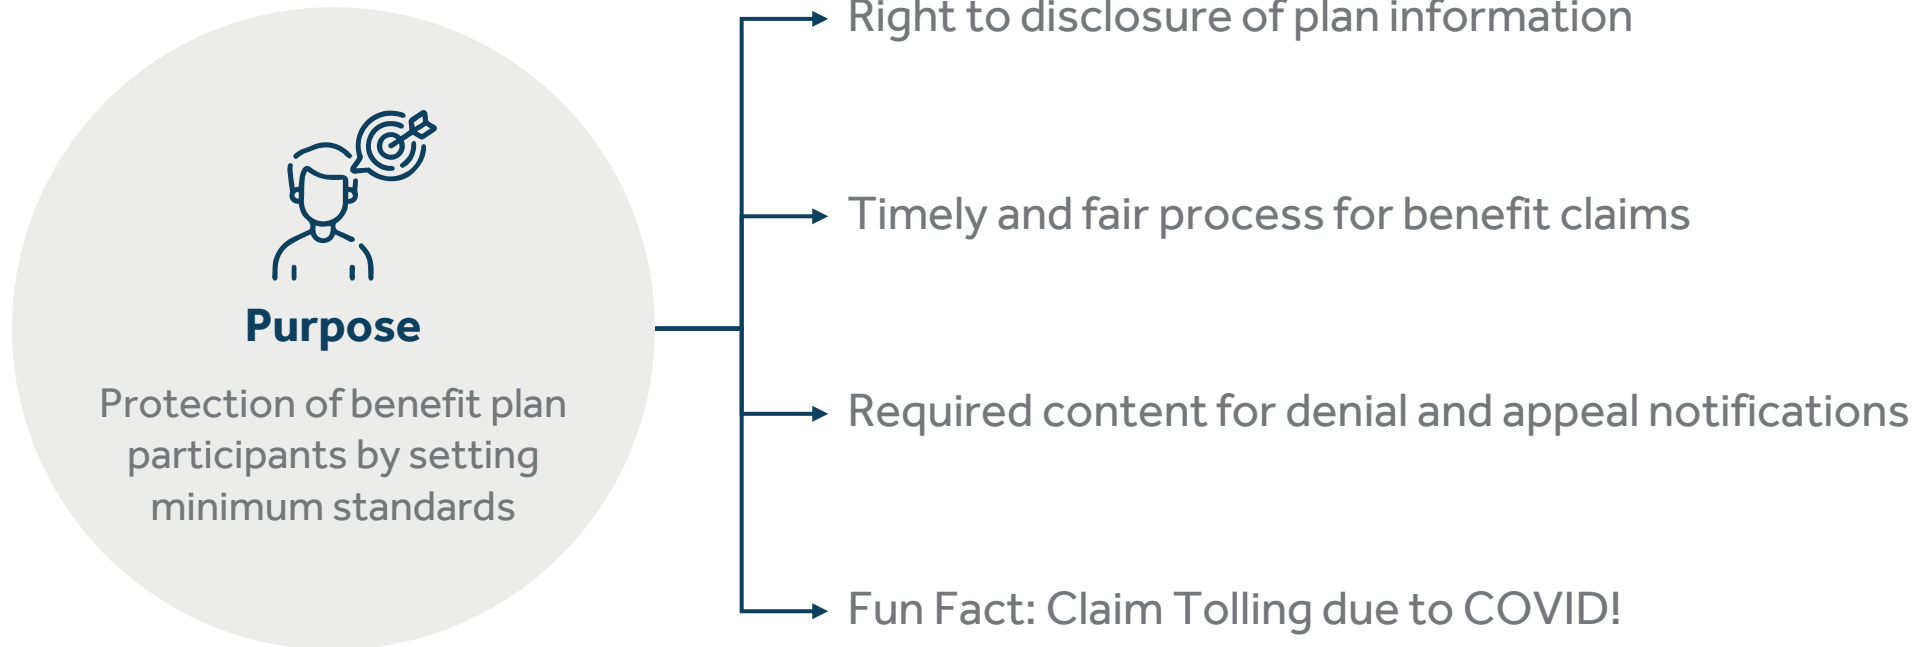 Purpose
Protection of benefit plan
participants by setting
minimum standards
Right to disclosure of plan information
Timely and fair process for benefit claims
Required content for denial and appeal notifications
Fun Fact: Claim Tolling due to COVID!